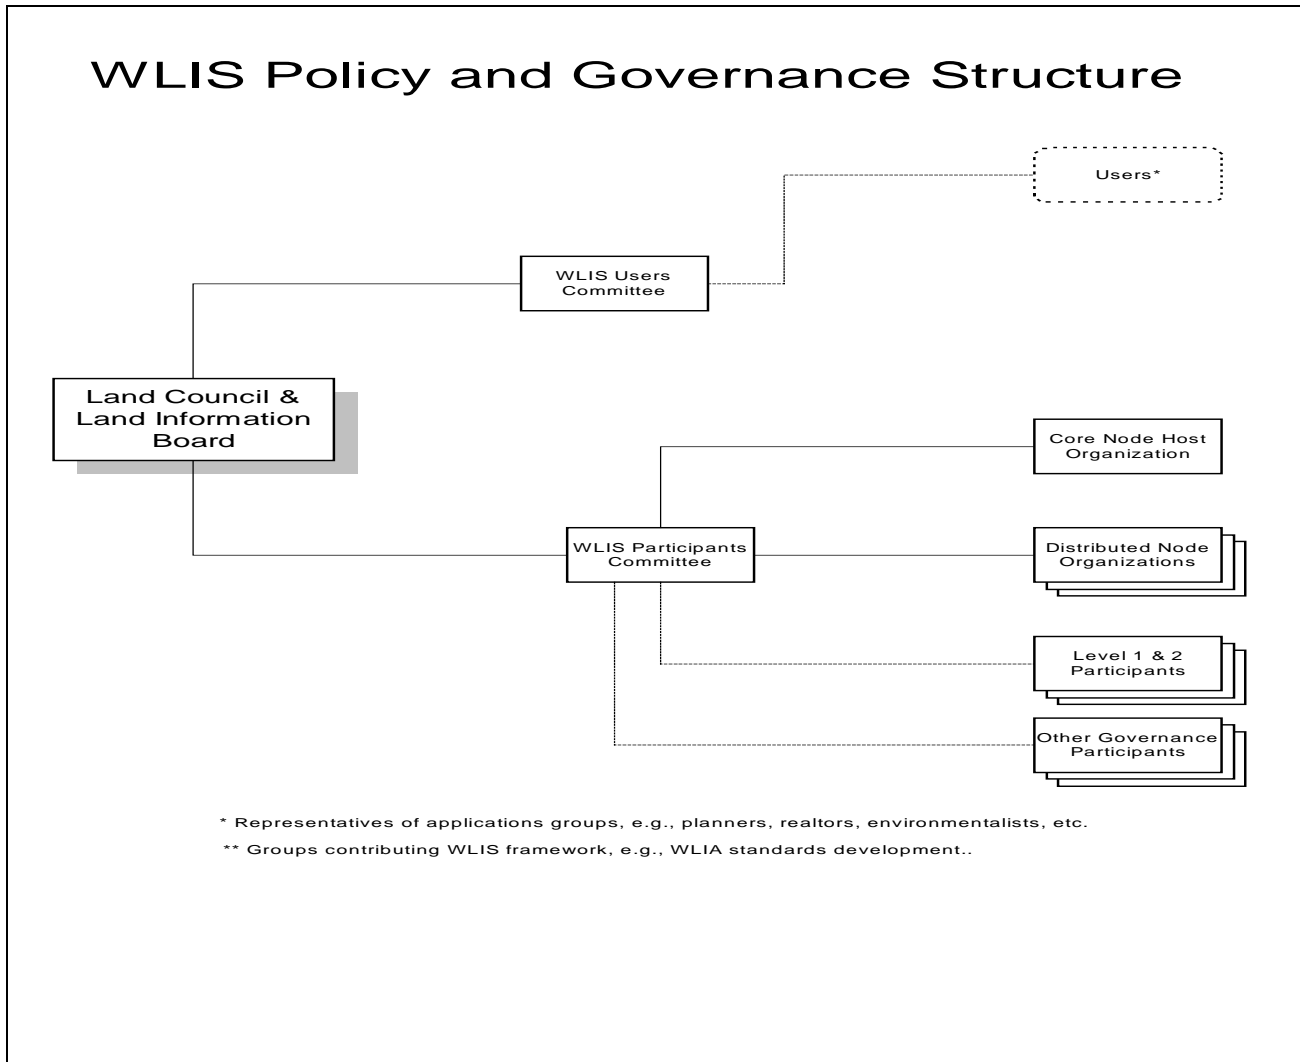 WLIS Policy and Governance Structure
Users*
WLIS Users
Committee
Land Council &
Land Information
Board
Core Node Host
Organization
WLIS Participants
Committee
Distributed Node
Organizations
Level 1 & 2
Participants
Other Governance
Participants
* Representatives of applications groups, e.g., planners, realtors, environmentalists, etc.
** Groups contributing WLIS framework, e.g., WLIA standards development..